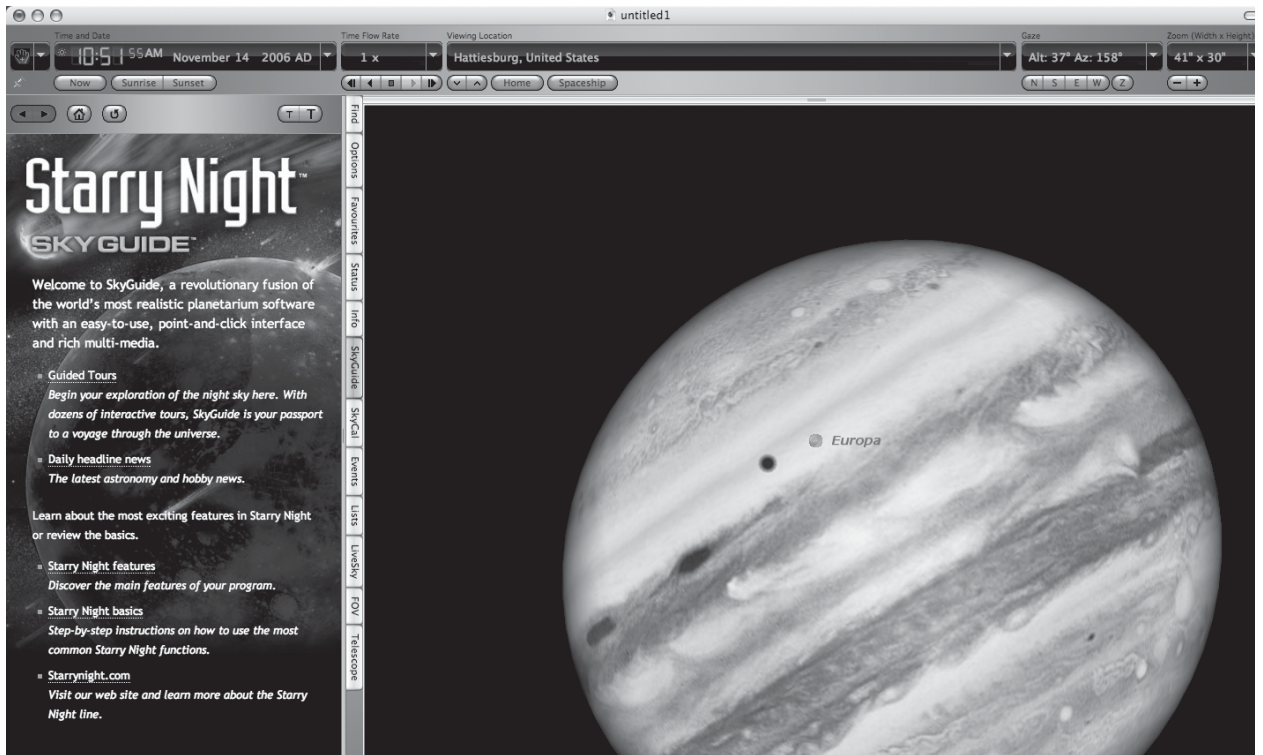 untitled1
Time and Date
Time Flow Rate
Viewing Location
Gaze
Zoom (Width x Height)
10:51 55 AM November 14 2006 AD
1 x
Hattiesburg, United States
Alt: 37° Az: 158°
41° x 30°
Now
Sunrise
Sunset
Home
Spaceship
N S E W Z
T T
Find
Options
Favourites
Status
Info
SkyGuide
SkyCal
Events
Lists
LiveSky
FOV
Telescope
Starry Night™
SKYGUIDE™
Welcome to SkyGuide, a revolutionary fusion of
the world's most realistic planetarium software
with an easy-to-use, point-and-click interface
and rich multi-media.
Guided Tours
Begin your exploration of the night sky here. With
dozens of interactive tours, SkyGuide is your passport
to a voyage through the universe.
Daily headline news
The latest astronomy and hobby news.
Learn about the most exciting features in Starry Night
or review the basics.
Starry Night features
Discover the main features of your program.
Starry Night basics
Step-by-step instructions on how to use the most
common Starry Night functions.
Starrynight.com
Visit our web site and learn more about the Starry
Night line.
Europa